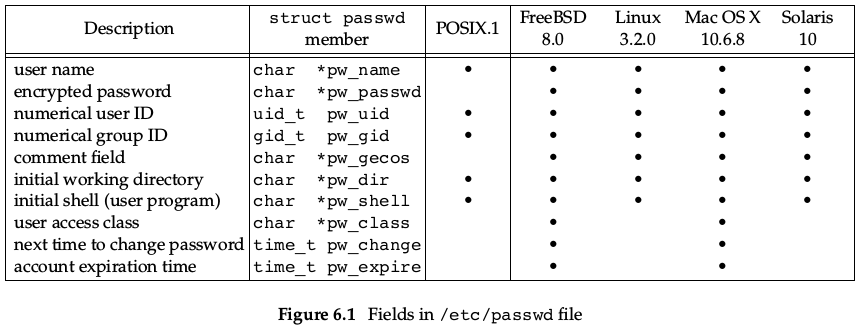 Description struct passwd member POSIX.1 FreeBSD 8.0 Linux 3.2.0 Mac OS X 10.6.8 Solaris 10
user name char *pw_name • • • • •
encrypted password char *pw_passwd • • • •
numerical user ID uid_t pw_uid • • • • •
numerical group ID gid_t pw_gid • • • • •
comment field char *pw_gecos • • • •
initial working directory char *pw_dir • • • • •
initial shell (user program) char *pw_shell • • • • •
user access class char *pw_class • •
next time to change password time_t pw_change • •
account expiration time time_t pw_expire • •
Figure 6.1 Fields in /etc/passwd file